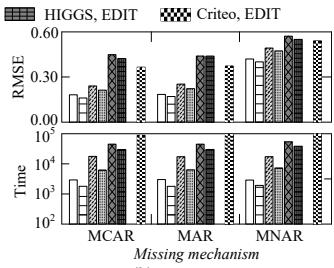 HIGGS, EDIT
Criteo, EDIT
RMSE
0.60
0.30
0.00
Time
10^5
10^4
10^3
10^2
MCAR
MAR
MNAR
Missing mechanism